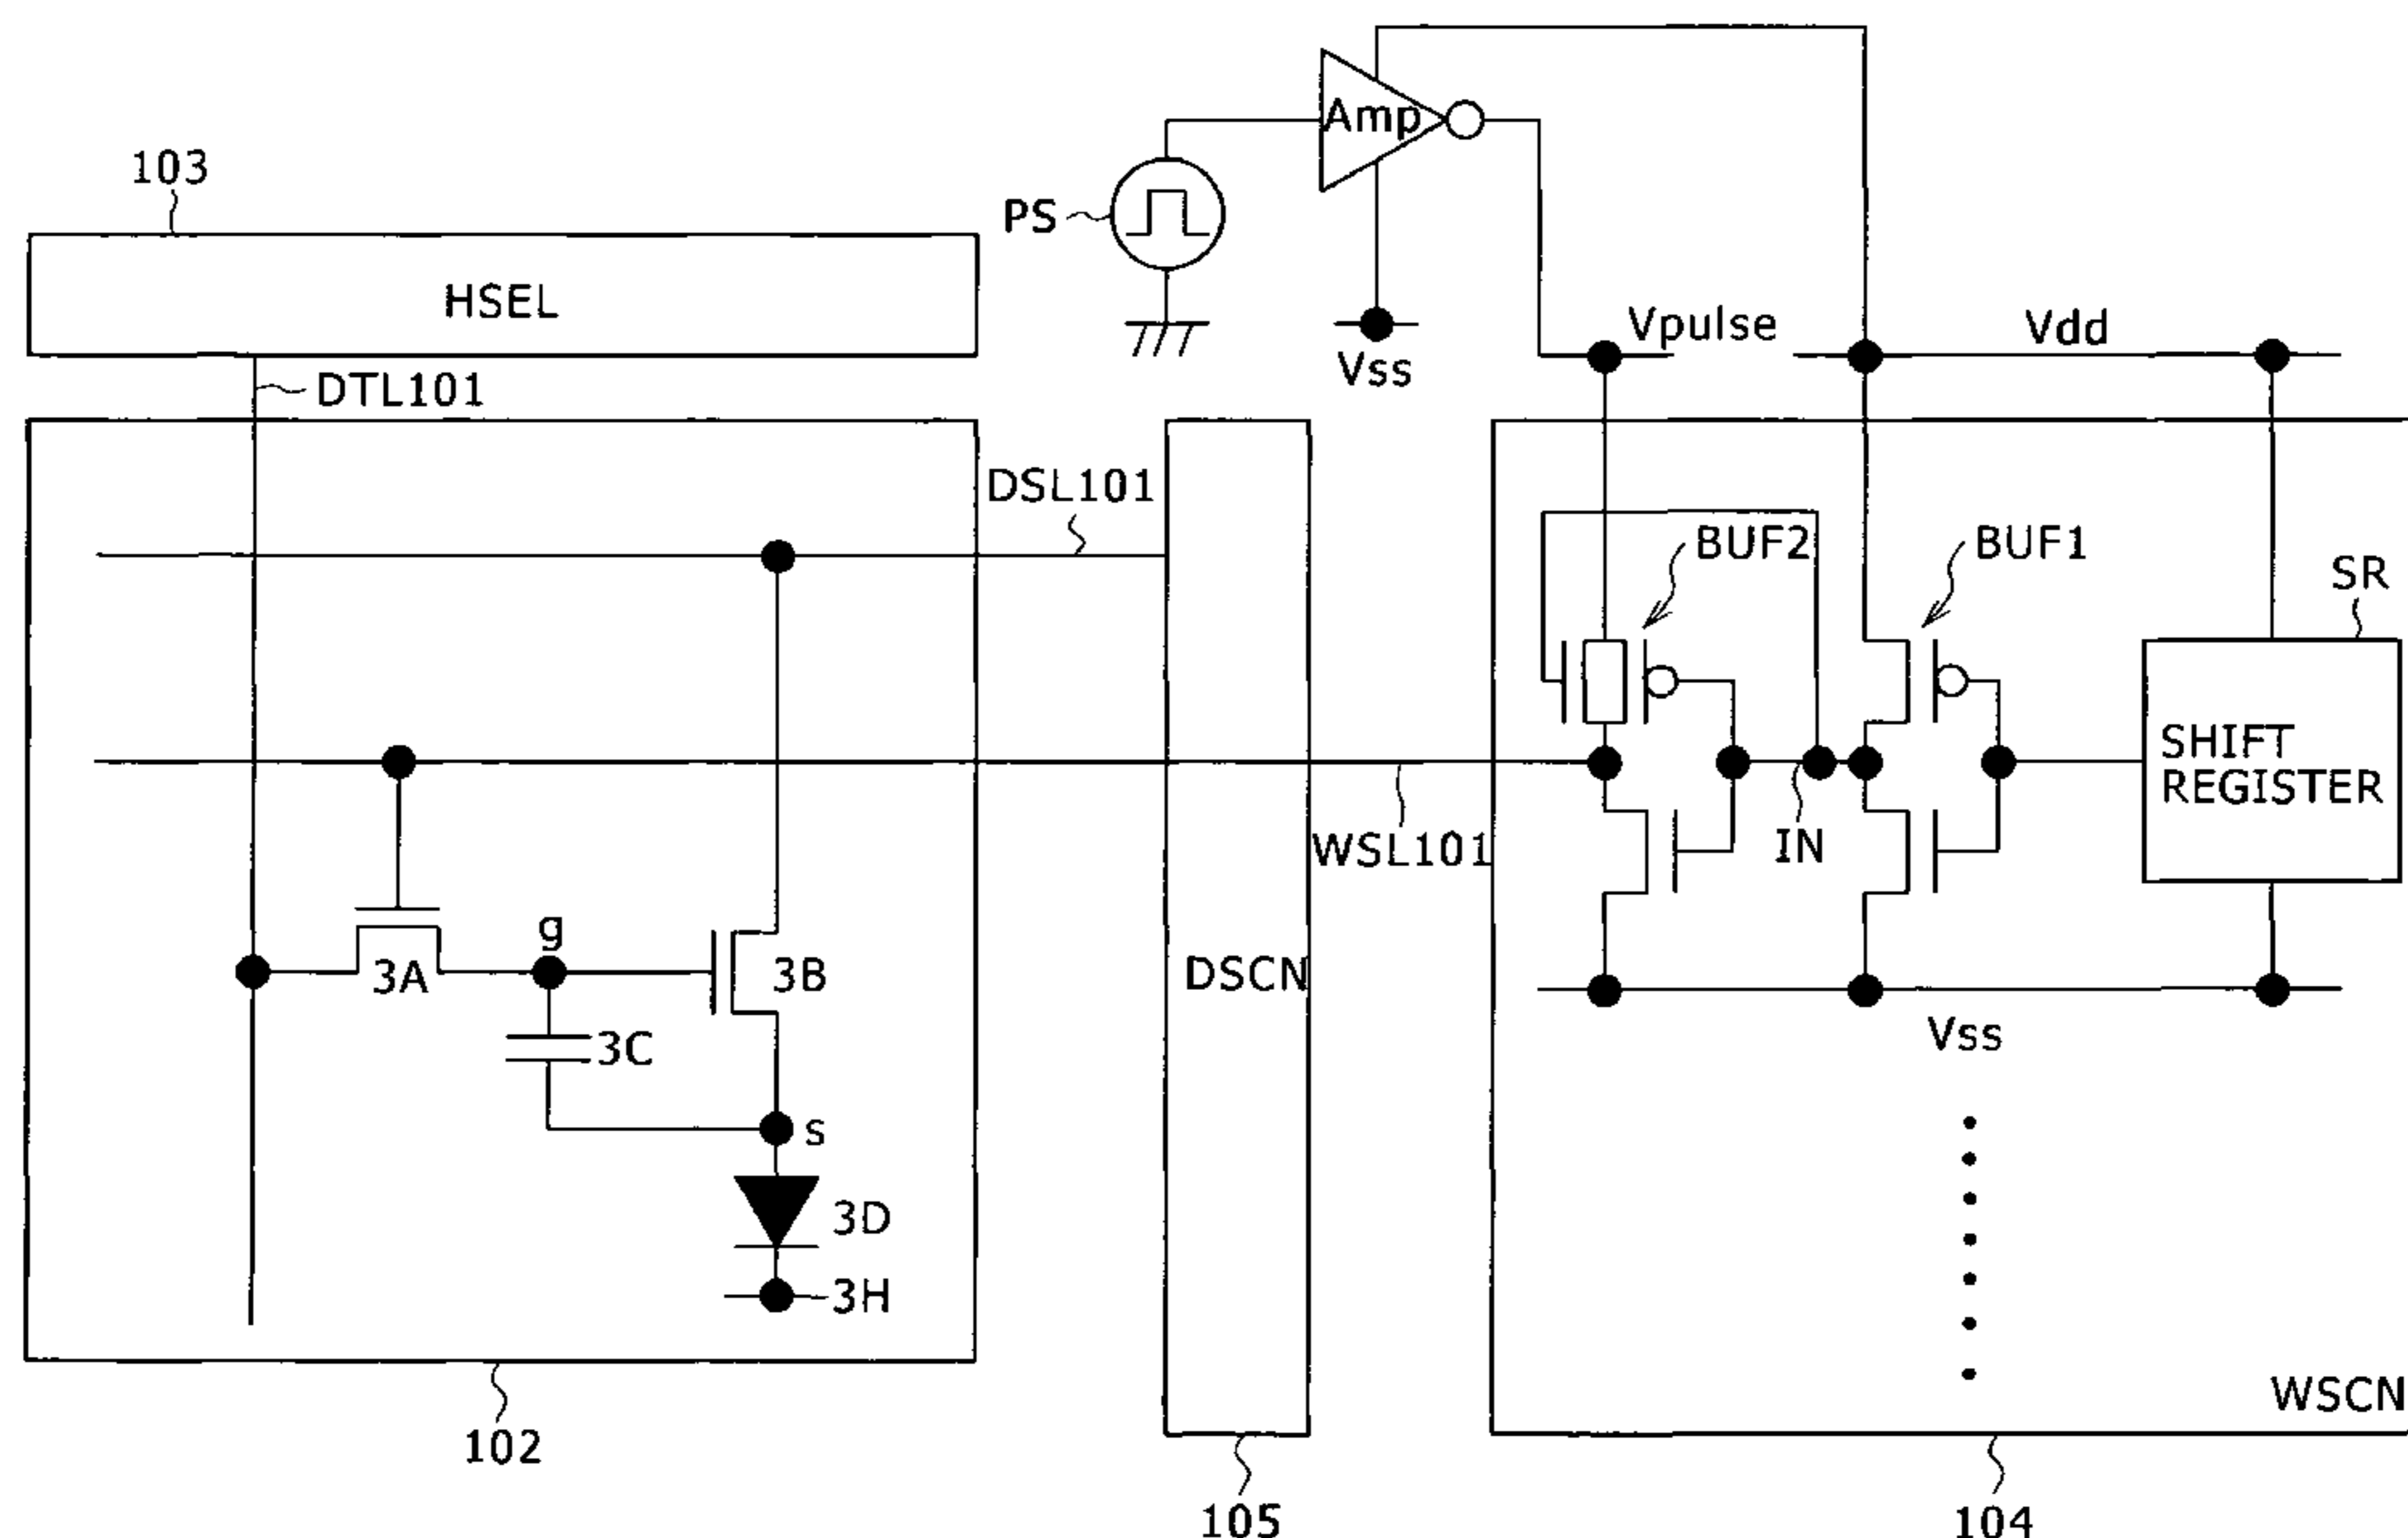 103
Amp
PS
HSEL
Vpulse
Vdd
Vss
DTL101
DSL101
BUF2
BUF1
SR
SHIFT
REGISTER
WSL101
IN
g
3A
3B
DSCN
3C
Vss
s
3D
3H
WSCN
102
105
104